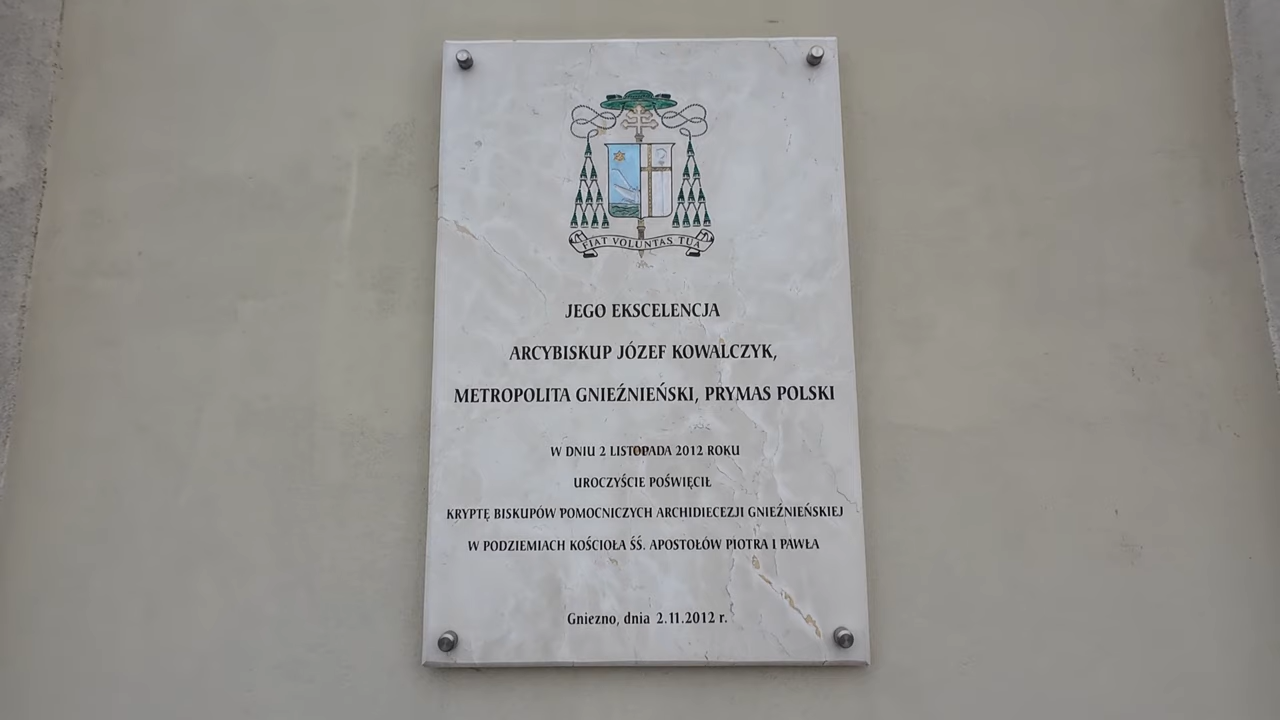 FIAT VOLUNTAS TUA
JEGO EKSCELENCJA
ARCYBISKUP JÓZEF KOWALCZYK,
METROPOLITA GNIEŹNIEŃSKI, PRYMAS POLSKI
W DNIU 2 LISTOPADA 2012 ROKU
UROCZYŚCIE POŚWIĘCIŁ
KRYPTĘ BISKUPÓW POMOCNICZYCH ARCHIDIECEZJI GNIEŹNIEŃSKIEJ
W PODZIEMIACH KOŚCIOŁA ŚŚ. APOSTOŁÓW PIOTRA I PAWŁA
Gniezno, dnia 2.11.2012 r.